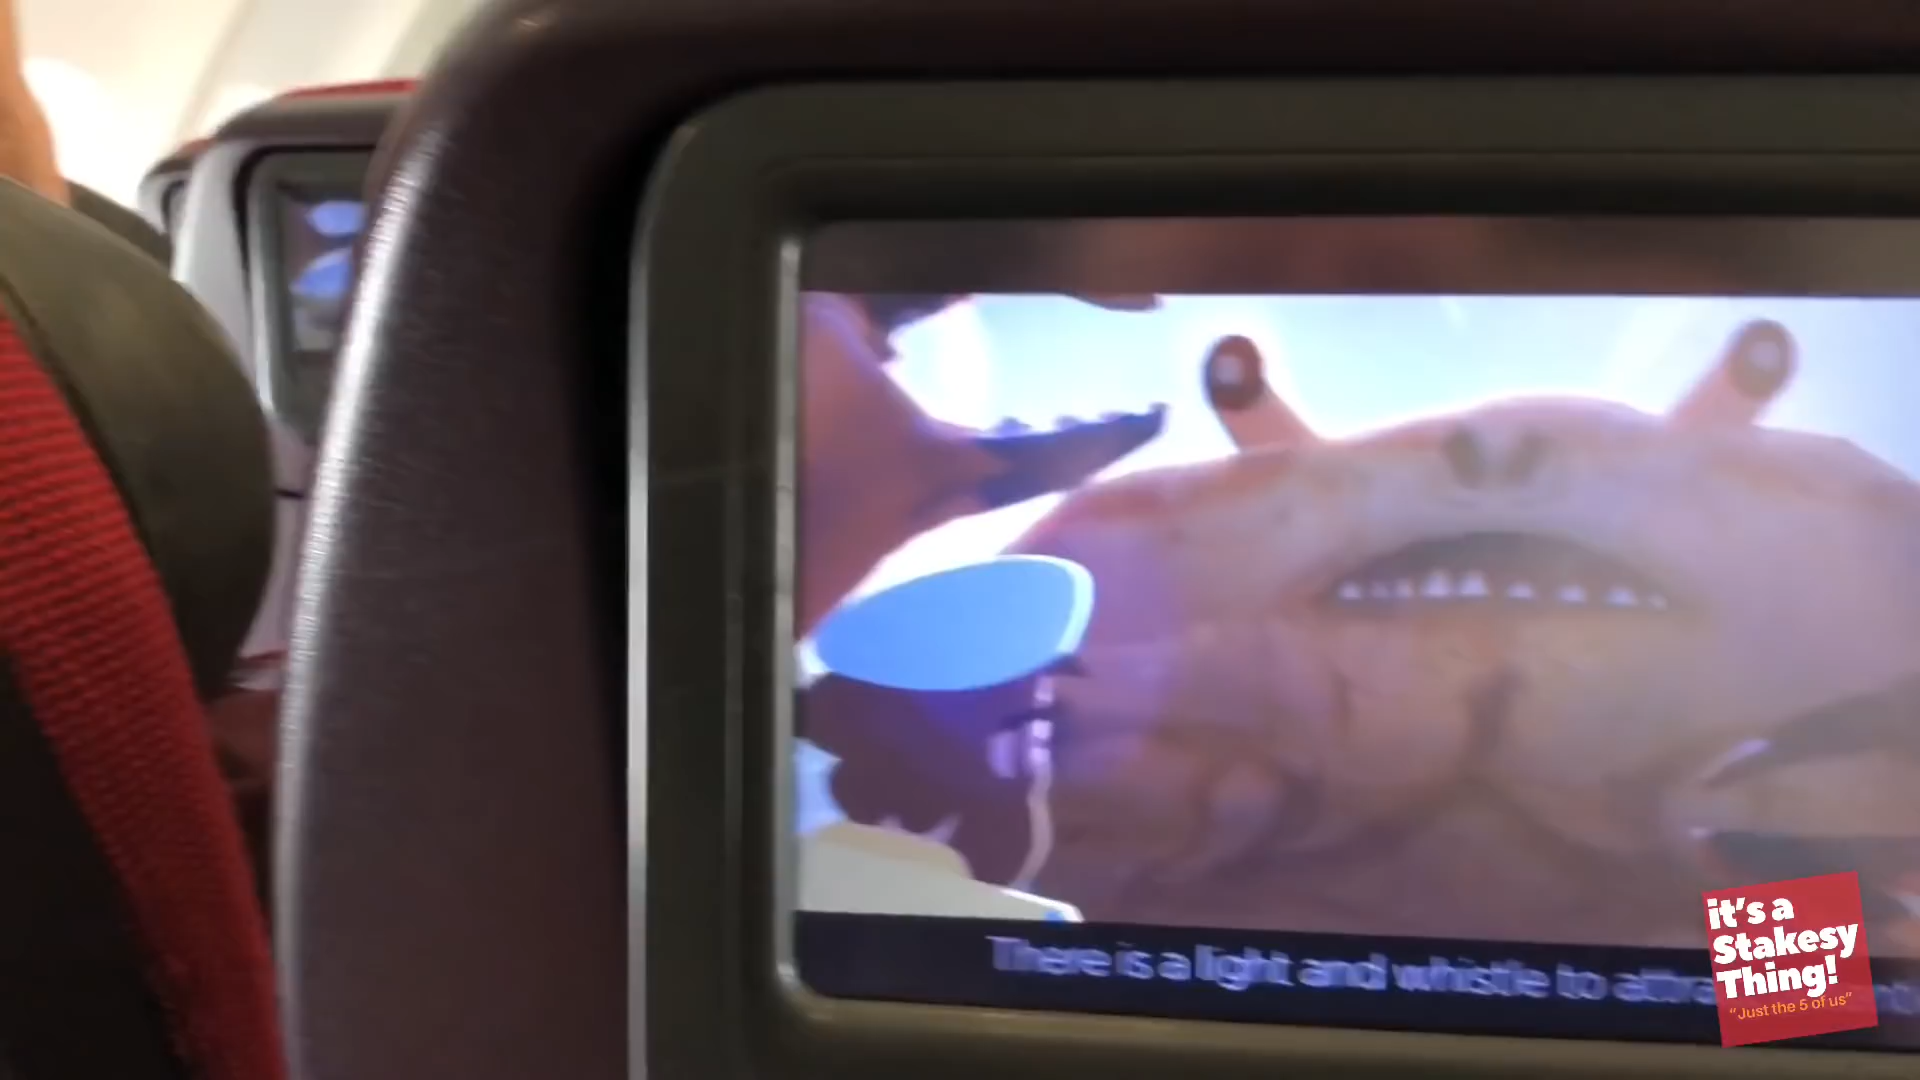 There is a light and whistle to
it's a
Stakesy
Thing!
"Just the 5 of us"